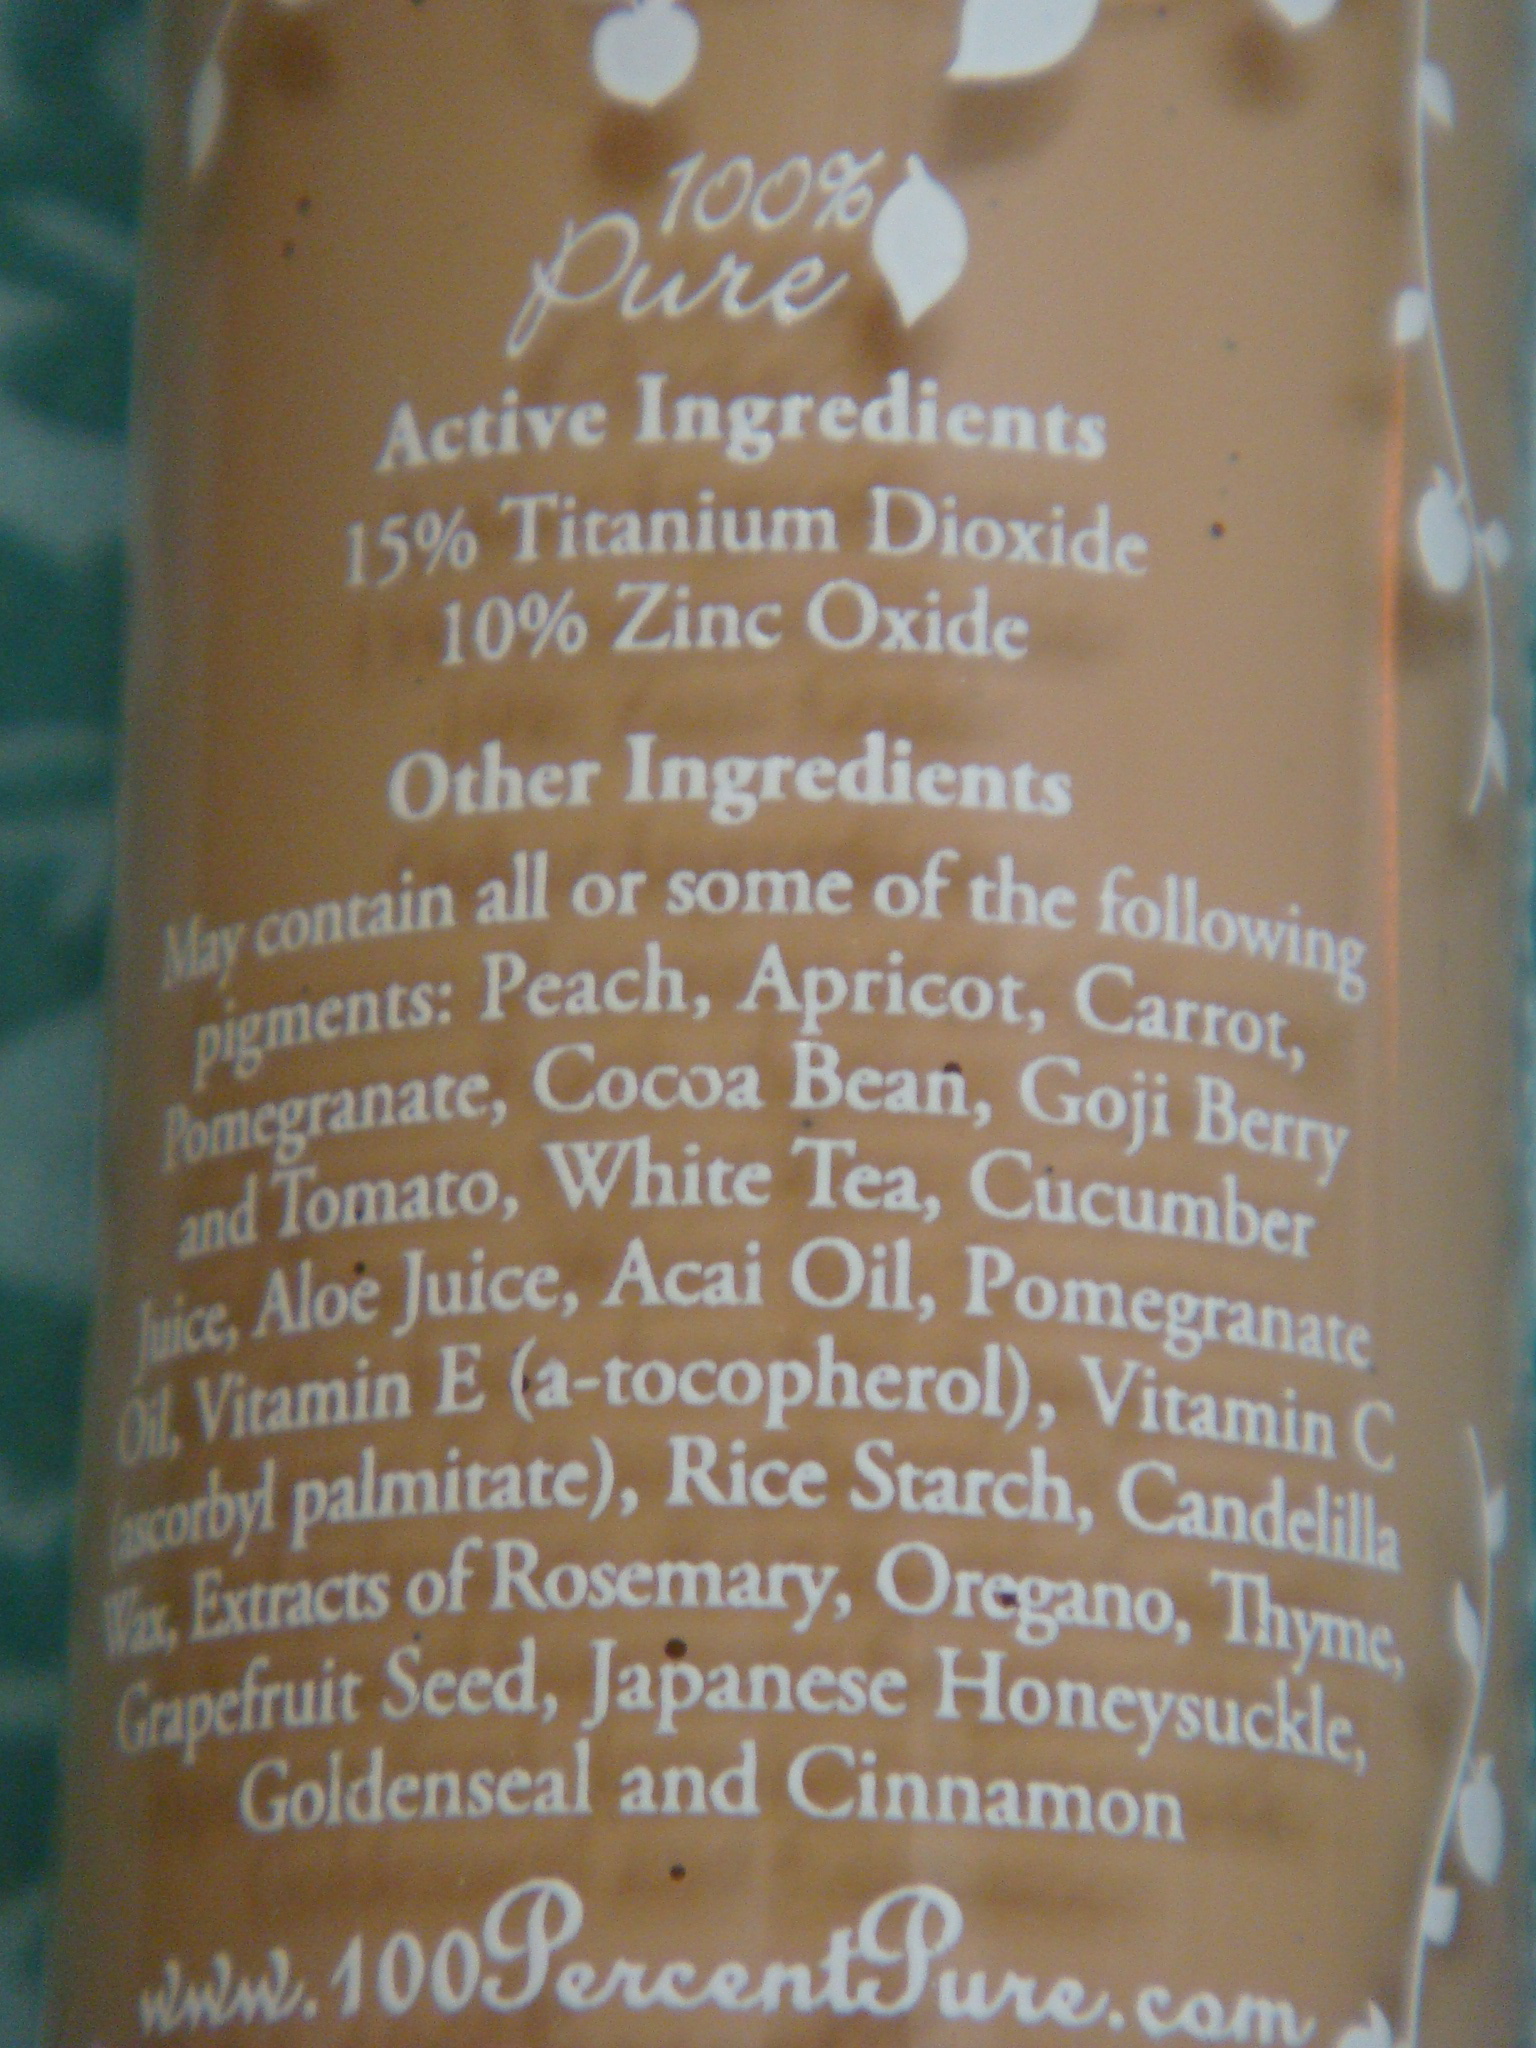 100%
Pure
Active Ingredients
15% Titanium Dioxide
10% Zinc Oxide
Other Ingredients
May contain all or some of the following
pigments: Peach, Apricot, Carrot,
Pomegranate, Cocoa Bean, Goji Berry
and Tomato, White Tea, Cucumber
Juice, Aloe Juice, Acai Oil, Pomegranate
Oil, Vitamin E (a-tocopherol), Vitamin C
(ascorbyl palmitate), Rice Starch, Candelilla
Wax, Extracts of Rosemary, Oregano, Thyme,
Grapefruit Seed, Japanese Honeysuckle,
Goldenseal and Cinnamon
www.100PercentPure.com